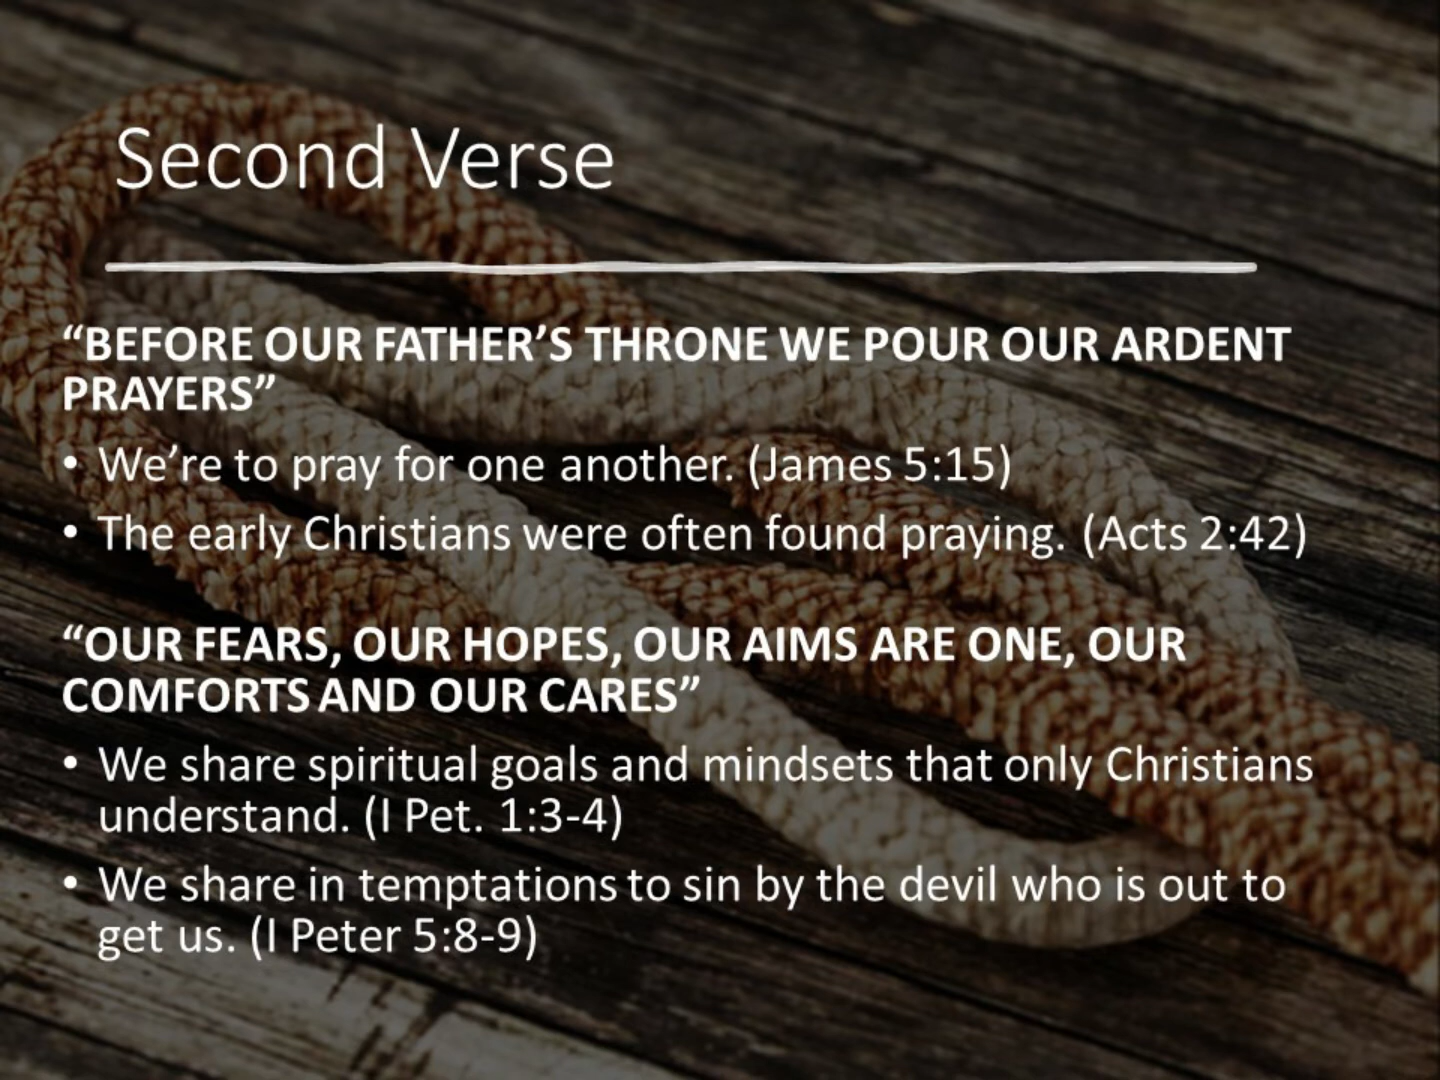 Second Verse
“BEFORE OUR FATHER’S THRONE WE POUR OUR ARDENT
PRAYERS”
• We’re to pray for one another. (James 5:15)
• The early Christians were often found praying. (Acts 2:42)
“OUR FEARS, OUR HOPES, OUR AIMS ARE ONE, OUR
COMFORTS AND OUR CARES”
• We share spiritual goals and mindsets that only Christians
understand. (I Pet. 1:3-4)
• We share in temptations to sin by the devil who is out to
get us. (I Peter 5:8-9)